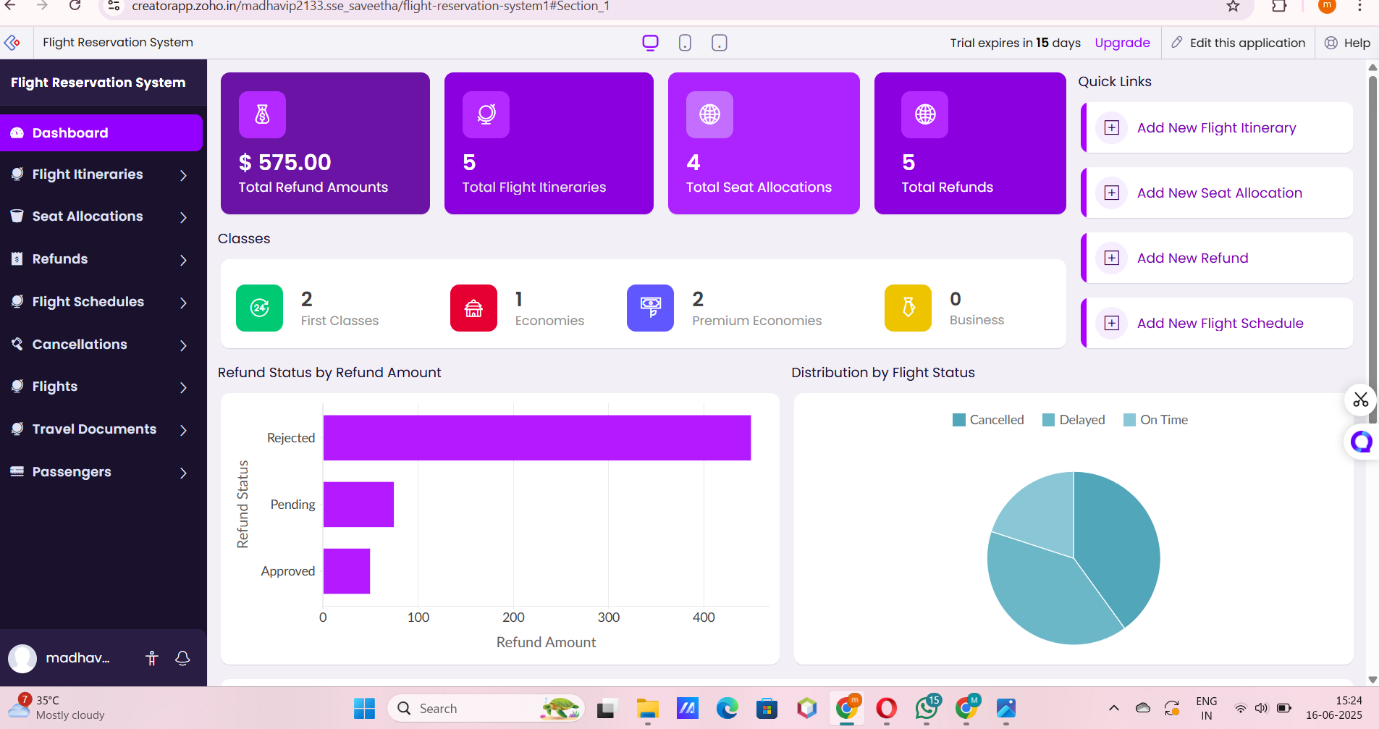 creatorapp.zoho.in/madhavip2133.sse_saveetha/flight-reservation-system1#Section_1
m
Flight Reservation System
Trial expires in 15 days
Upgrade
Edit this application
Help
Flight Reservation System
Dashboard
Flight Itineraries
Seat Allocations
Refunds
Flight Schedules
Cancellations
Flights
Travel Documents
Passengers
madhav...
$ 575.00
Total Refund Amounts
5
Total Flight Itineraries
4
Total Seat Allocations
5
Total Refunds
Quick Links
Add New Flight Itinerary
Add New Seat Allocation
Add New Refund
Add New Flight Schedule
Classes
24
2
First Classes
1
Economies
2
Premium Economies
0
Business
Refund Status by Refund Amount
Refund Status
Rejected
Pending
Approved
0 100 200 300 400
Refund Amount
Distribution by Flight Status
Cancelled Delayed On Time
7
35°C
Mostly cloudy
Search
m
15
M
ENG
IN
15:24
16-06-2025